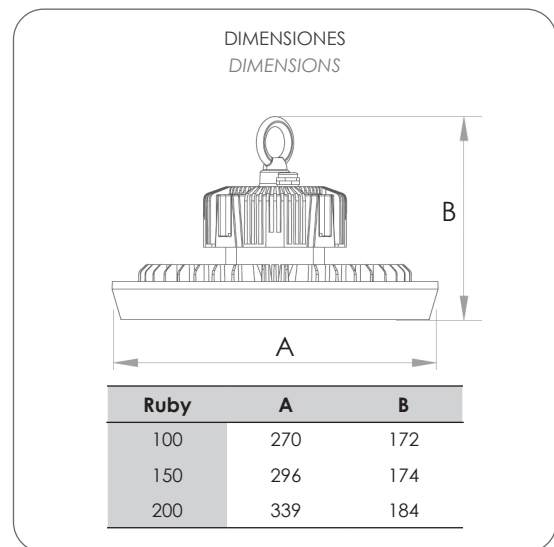 DIMENSIONES
DIMENSIONS
B
A
Ruby A B
100 270 172
150 296 174
200 339 184